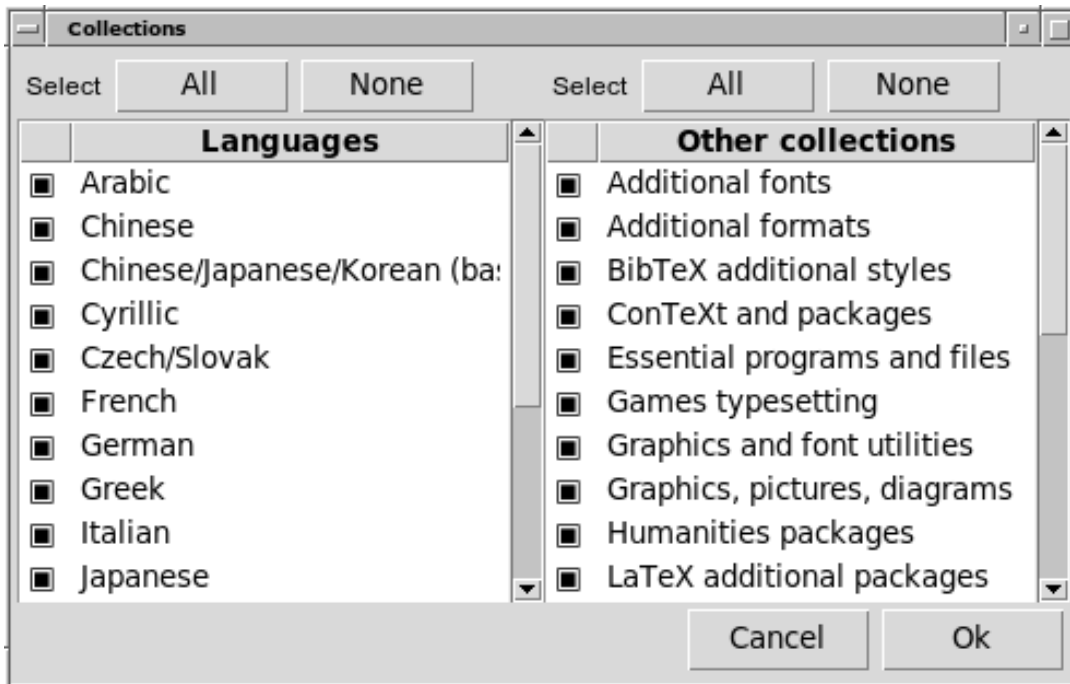 Collections
Select All None Select All None
Languages
Arabic
Chinese
Chinese/Japanese/Korean
Cyrillic
Czech/Slovak
French
German
Greek
Italian
Japanese
Other collections
Additional fonts
Additional formats
BibTeX additional styles
ConTeXt and packages
Essential programs and files
Games typesetting
Graphics and font utilities
Graphics, pictures, diagrams
Humanities packages
LaTeX additional packages
Cancel Ok